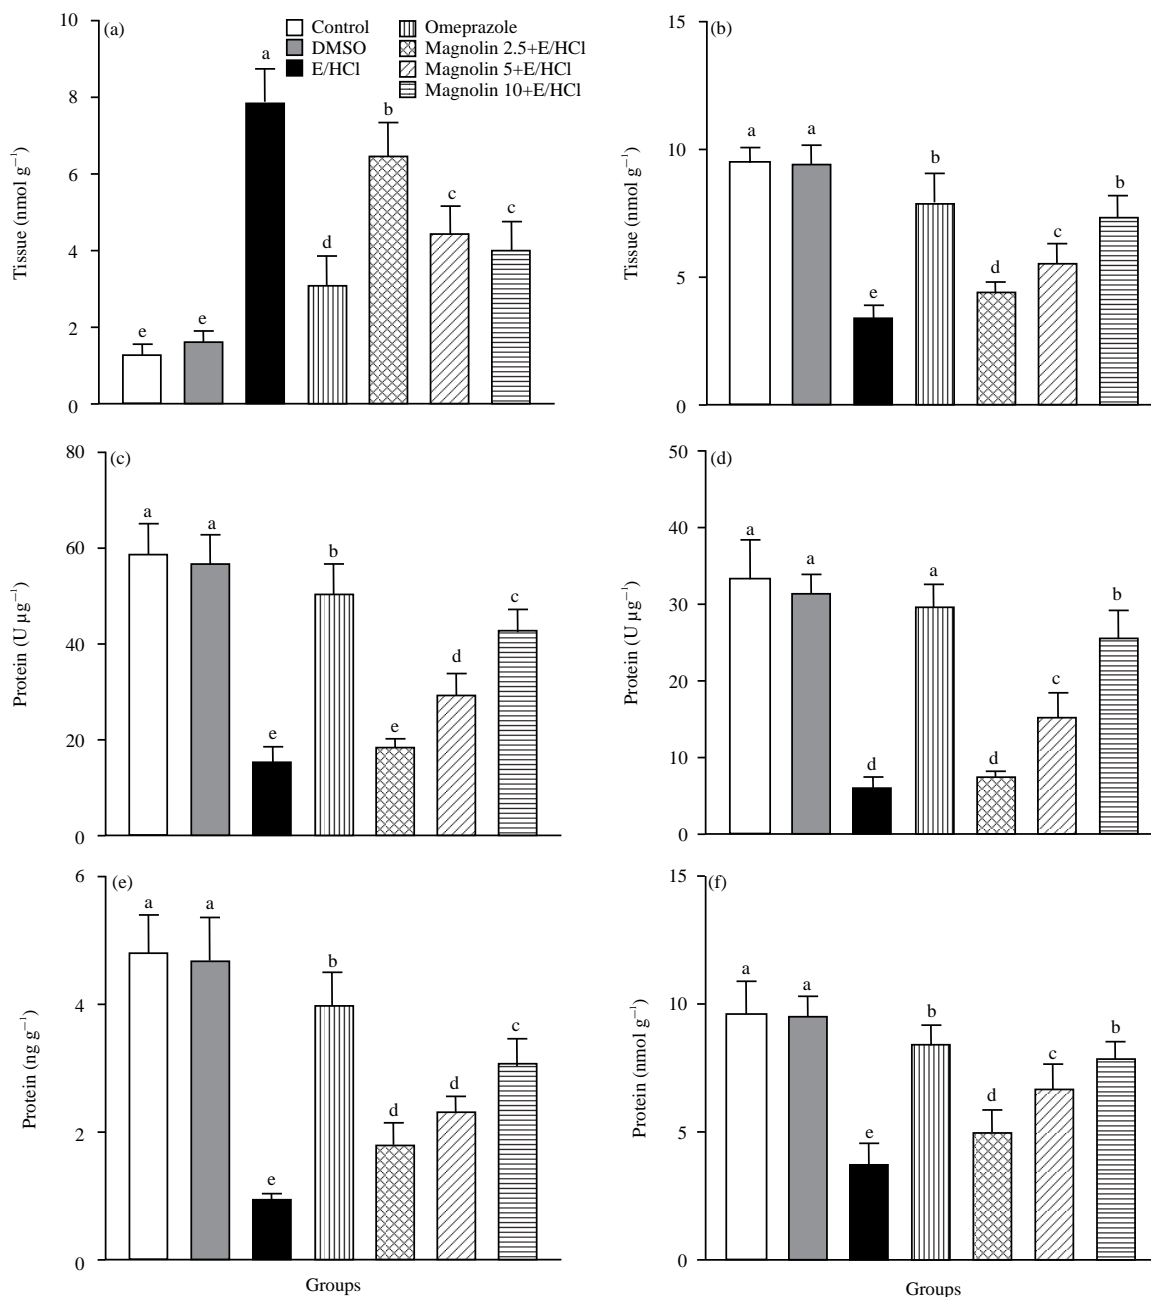 (a)
Control
DMSO
E/HCl
Omeprazole
Magnolin 2.5+E/HCl
Magnolin 5+E/HCl
Magnolin 10+E/HCl
Tissue (nmol g⁻¹)
10
8
6
4
2
0
e
e
a
d
b
c
c
(b)
Tissue (nmol g⁻¹)
15
10
5
0
a
a
e
b
d
c
b
(c)
Protein (U µg⁻¹)
80
60
40
20
0
a
a
e
b
e
d
c
(d)
Protein (U µg⁻¹)
50
40
30
20
10
0
a
a
d
a
d
c
b
(e)
Protein (ng g⁻¹)
6
4
2
0
a
a
e
b
d
d
c
Groups
(f)
Protein (nmol g⁻¹)
15
10
5
0
a
a
e
b
d
c
b
Groups